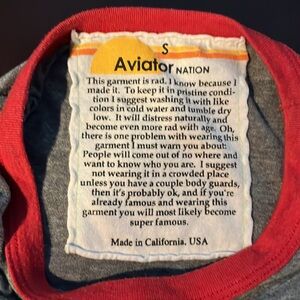 S
Aviator NATION
This garment is rad. I know because I
made it. To keep it in pristine condi-
tion I suggest washing it with like
colors in cold water and tumble dry
low. It will distress naturally and
become even more rad with age. Oh,
there is one problem with wearing this
garment I must warn you about:
People will come out of no where and
want to know who you are. I suggest
not wearing it in a crowded place
unless you have a couple body guards,
then it's probably ok, and if you're
already famous and wearing this
garment you will most likely become
super famous.
Made in California, USA